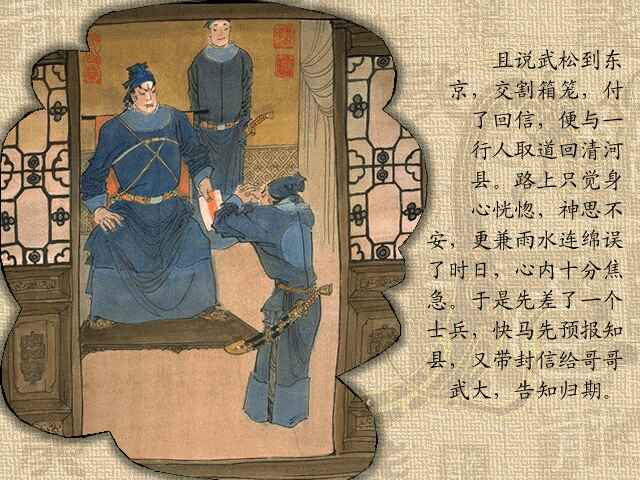 且说武松到东
京，交割箱笼，付
了回信，便与一
行人取道回清河
县。路上只觉身
心恍惚，神思不
安，更兼雨水连绵误
了时日，心内十分焦
急。于是先差了一个
士兵，快马先预报知
县，又带封信给哥哥
武大，告知归期。